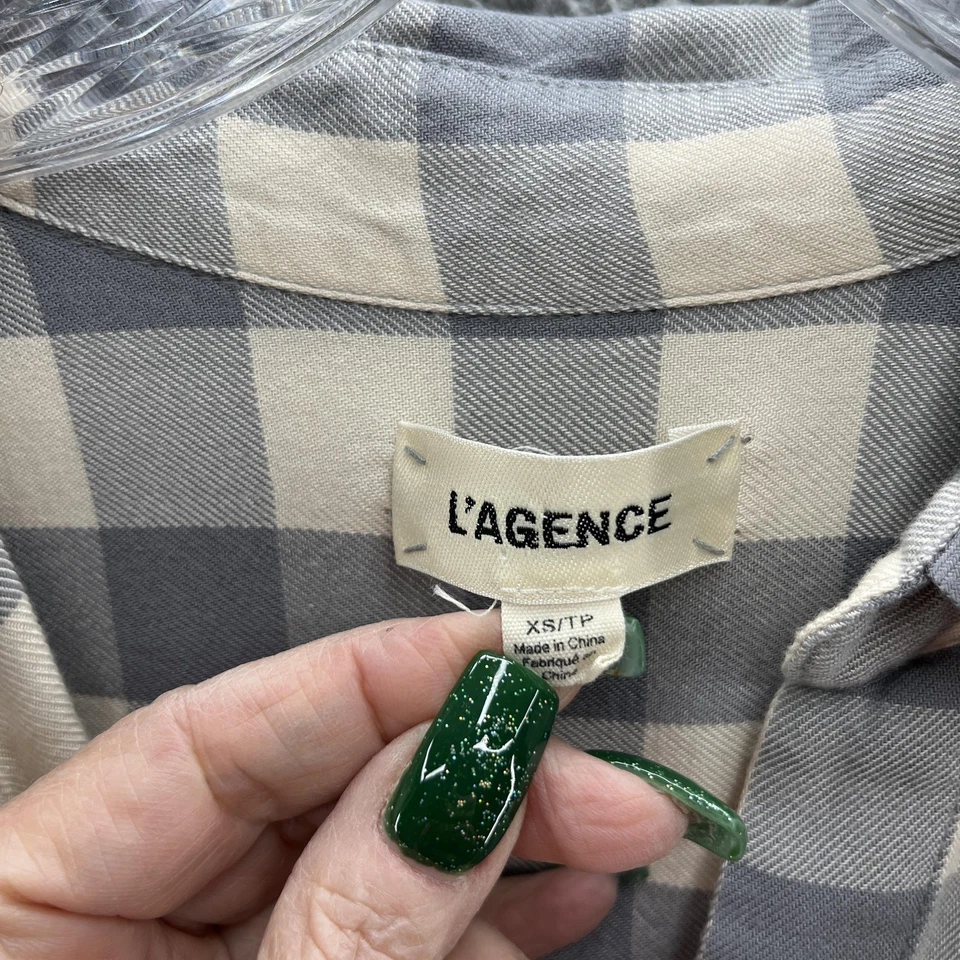 L'AGENCE
XS/TP
Made in China
Fabriqué en
Chine